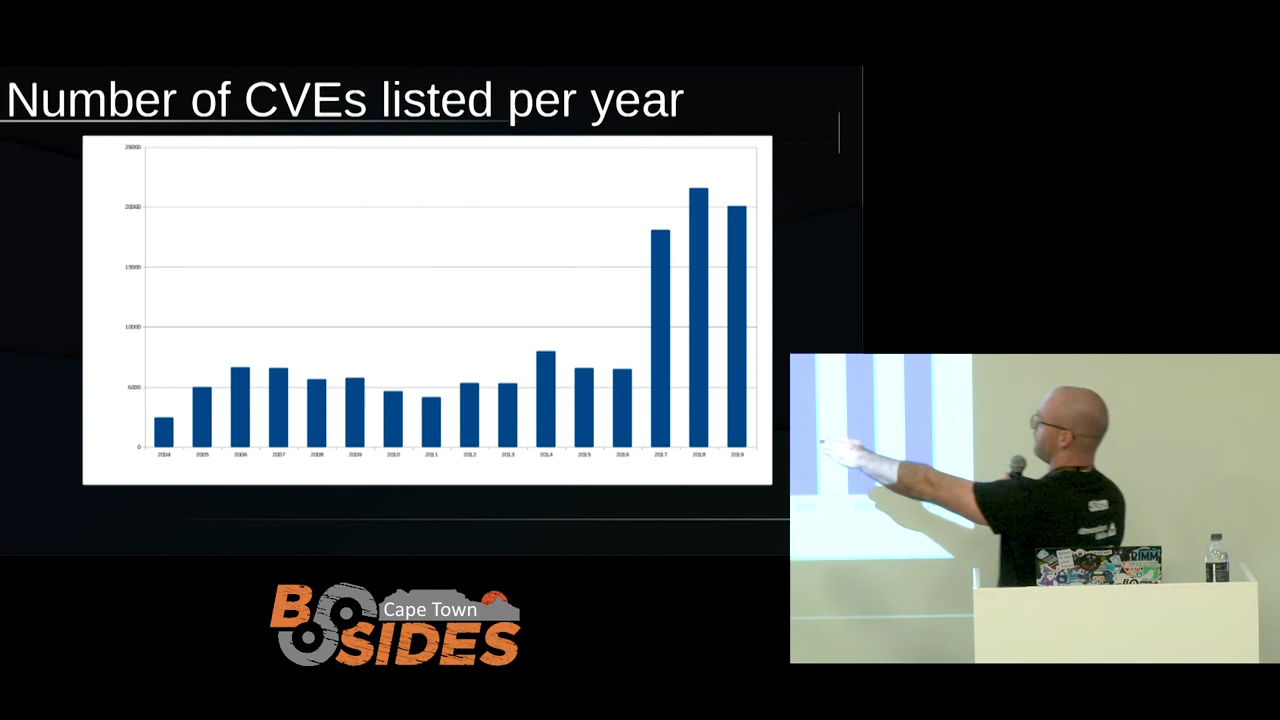 Number of CVEs listed per year
25000
20000
15000
10000
5000
0
2004 2005 2006 2007 2008 2009 2010 2011 2012 2013 2014 2015 2016 2017 2018 2019
BSIDES
Cape Town